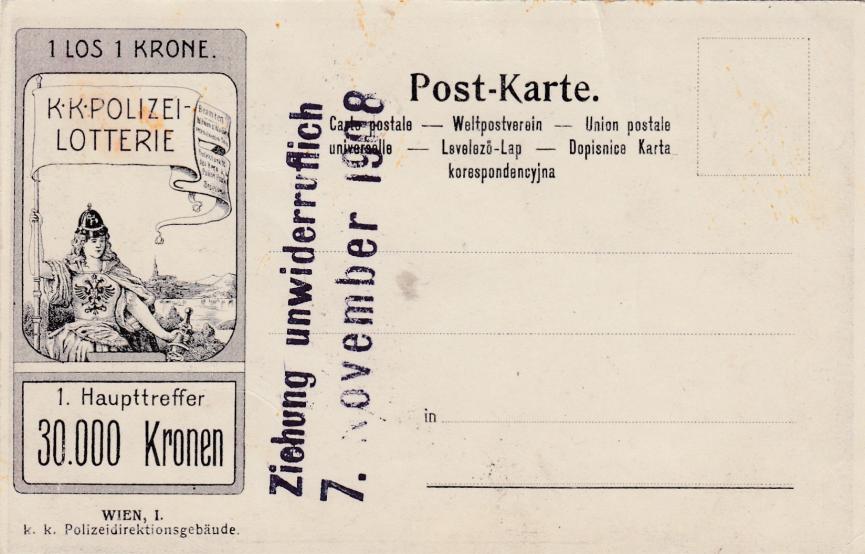 1 LOS 1 KRONE.
K·K·POLIZEI-
LOTTERIE
1. Haupttreffer
30.000 Kronen
WIEN, I.
k. k. Polizeidirektionsgebäude.
Ziehung unwiderruflich
7. November 1908
Post-Karte.
Carte postale — Weltpostverein — Union postale
universelle — Levelező-Lap — Dopisnice Karta
korespondencyjna
in